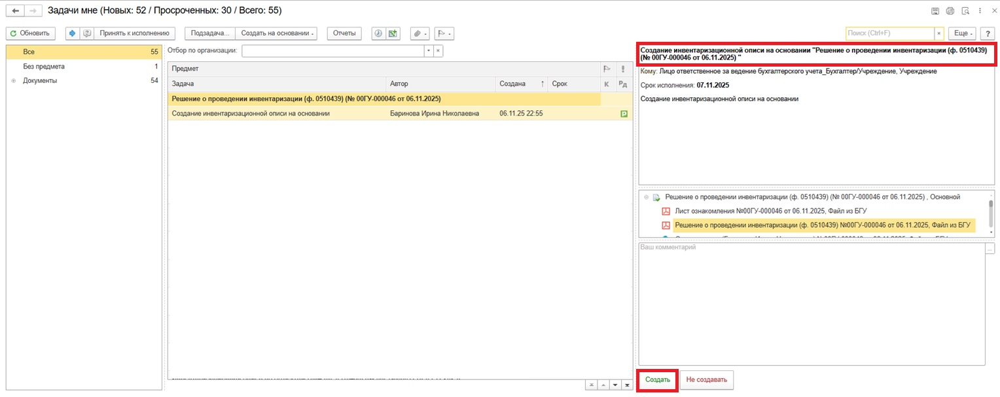 Задачи мне (Новых: 52 / Просроченных: 30 / Всего: 55)
Обновить Принять к исполнению Подзадача... Создать на основании Отчеты Поиск (Ctrl+F) × Еще ?
Все 55
Без предмета 1
Документы 54
Отбор по организации:
Предмет
Задача Автор Создана ↑ Срок К Рд
Решение о проведении инвентаризации (ф. 0510439) (№ 00ГУ-000046 от 06.11.2025)
Создание инвентаризационной описи на основании Баринова Ирина Николаевна 06.11.25 22:55 P
Создание инвентаризационной описи на основании "Решение о проведении инвентаризации (ф. 0510439)
(№ 00ГУ-000046 от 06.11.2025) "
Кому: Лицо ответственное за ведение бухгалтерского учета_Бухгалтер/Учреждение, Учреждение
Срок исполнения: 07.11.2025
Создание инвентаризационной описи на основании
Решение о проведении инвентаризации (ф. 0510439) (№ 00ГУ-000046 от 06.11.2025) , Основной
Лист ознакомления №00ГУ-000046 от 06.11.2025, Файл из БГУ
Решение о проведении инвентаризации (ф. 0510439) №00ГУ-000046 от 06.11.2025, Файл из БГУ
Ваш комментарий ...
Создать Не создавать